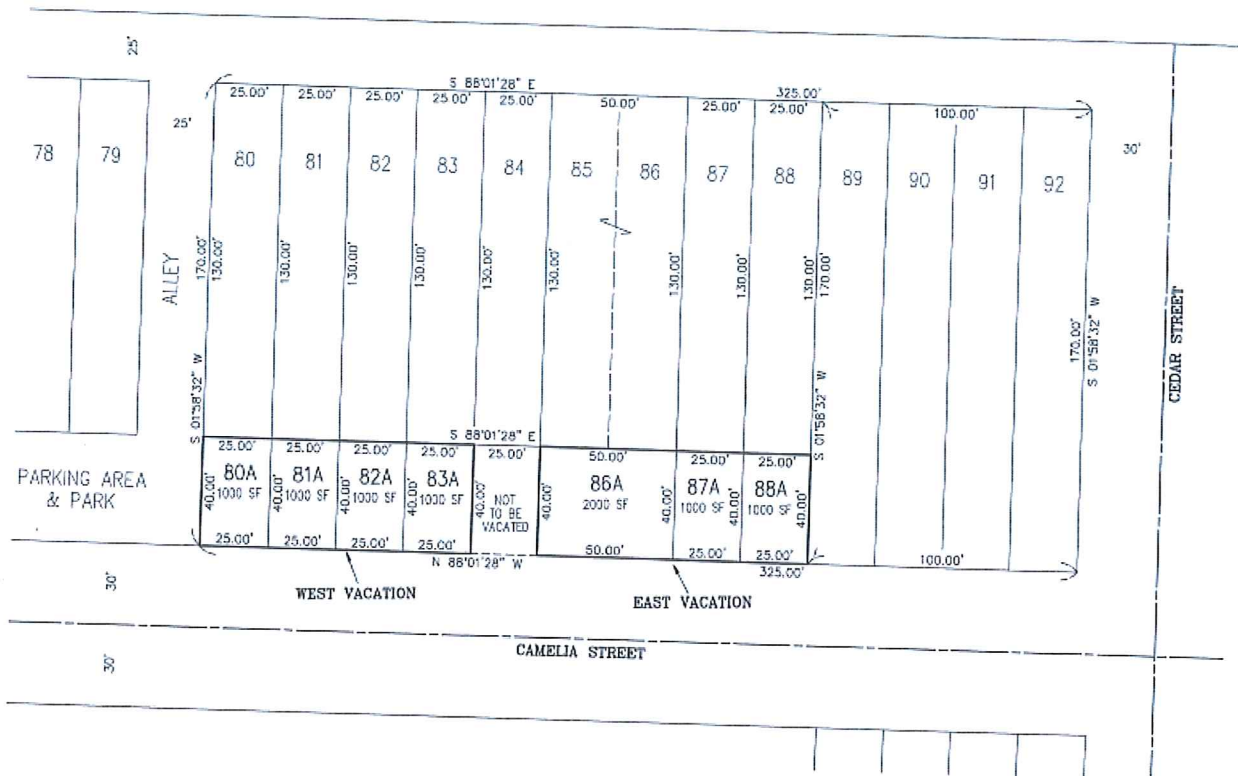 25'
S 88°01'28" E
25.00' 25.00' 25.00' 25.00' 25.00' 50.00' 25.00' 25.00' 325.00' 100.00'
25' 30'
78 79 80 81 82 83 84 85 86 87 88 89 90 91 92
ALLEY
170.00'
130.00' 130.00' 130.00' 130.00' 130.00' 130.00' 130.00' 130.00' 130.00'
170.00'
170.00'
S 01°58'32" W
CEDAR STREET
S 01°58'32" W
S 01°58'32" W
S 88°01'28" E
25.00' 25.00' 25.00' 25.00' 25.00' 50.00' 25.00' 25.00'
PARKING AREA
& PARK
40.00' 40.00' 40.00' 40.00' 40.00' 40.00' 40.00' 40.00' 40.00'
80A
1000 SF
81A
1000 SF
82A
1000 SF
83A
1000 SF
NOT
TO BE
VACATED
86A
2000 SF
87A
1000 SF
88A
1000 SF
25.00' 25.00' 25.00' 25.00' 50.00' 25.00' 25.00' 100.00'
N 88°01'28" W
325.00'
30'
WEST VACATION
EAST VACATION
CAMELIA STREET
30'